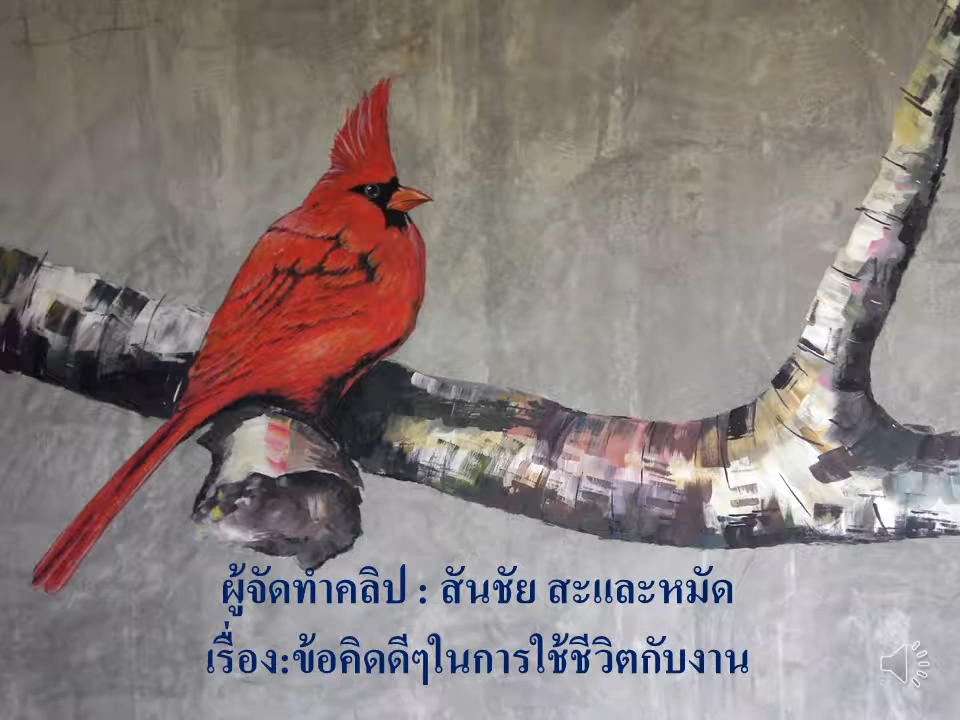 ผู้จัดทำคลิป : สันชัย สะและหมัด
เรื่อง:ข้อคิดดีๆในการใช้ชีวิตกับงาน